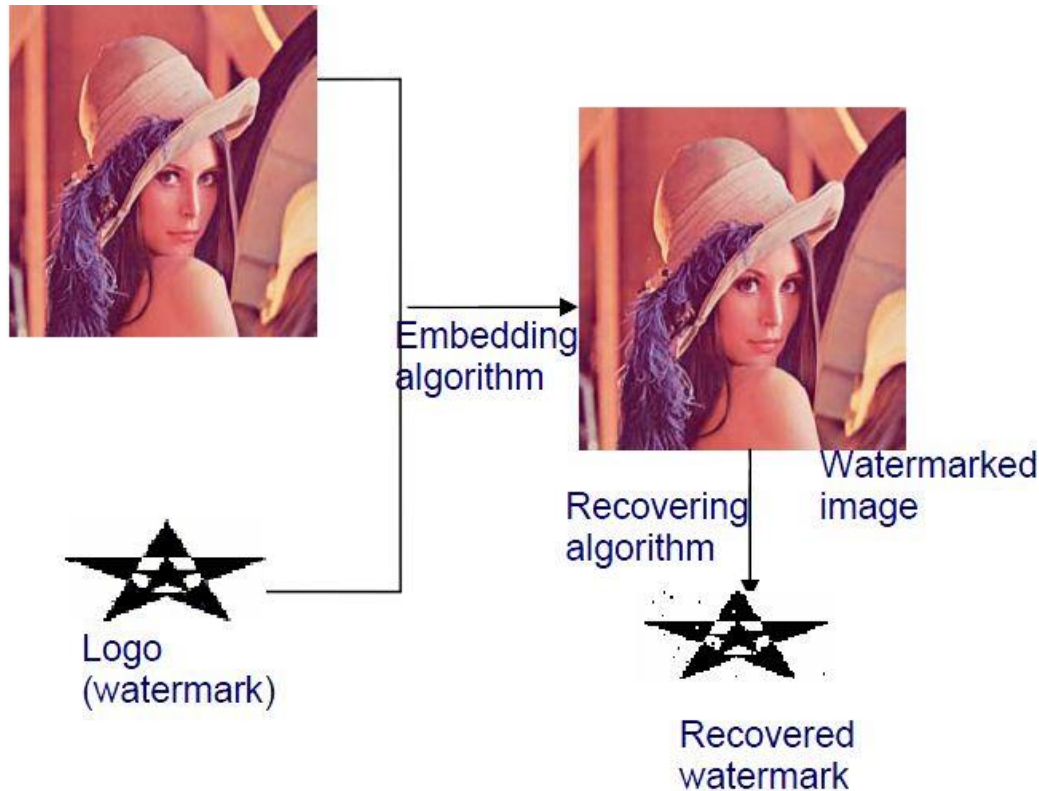 Embedding
algorithm
Watermarked
image
Recovering
algorithm
Logo
(watermark)
Recovered
watermark